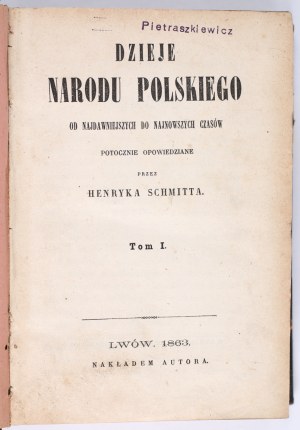 Pietraszkiewicz
DZIEJE
NARODU POLSKIEGO
OD NAJDAWNIEJSZYCH DO NAJNOWSZYCH CZASÓW
POTOCZNIE OPOWIEDZIANE
PRZEZ
HENRYKA SCHMITTA.
Tom I.
LWÓW, 1863.
NAKŁADEM AUTORA.